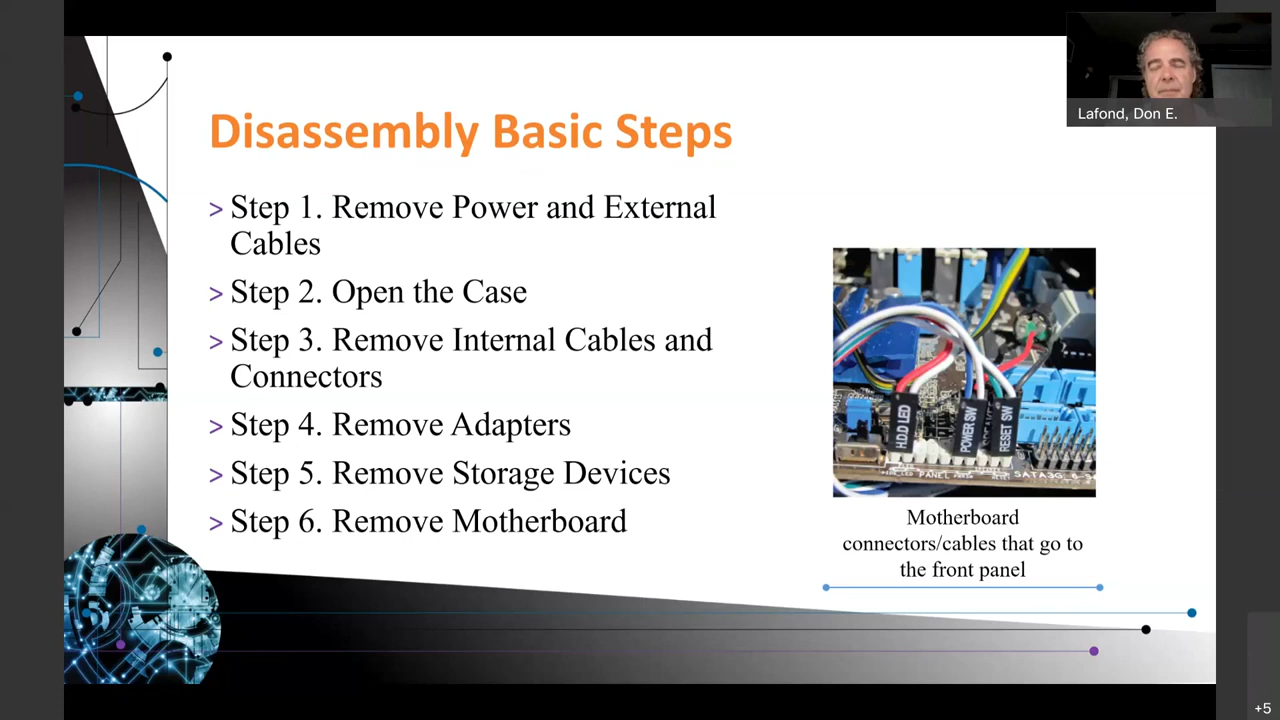 Lafond, Don E.
Disassembly Basic Steps
> Step 1. Remove Power and External
Cables
> Step 2. Open the Case
> Step 3. Remove Internal Cables and
Connectors
> Step 4. Remove Adapters
> Step 5. Remove Storage Devices
> Step 6. Remove Motherboard
H.D.D LED
POWER SW
RESET SW
PANEL
SATA3G
Motherboard
connectors/cables that go to
the front panel
+5